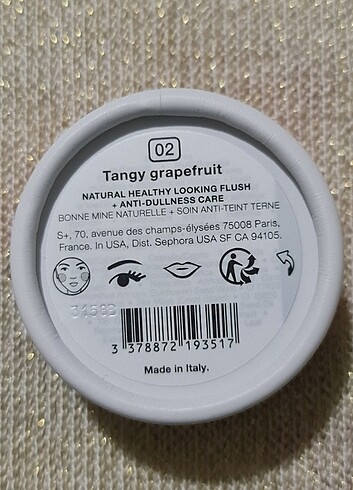 02
Tangy grapefruit
NATURAL HEALTHY LOOKING FLUSH
+ ANTI-DULLNESS CARE
BONNE MINE NATURELLE + SOIN ANTI-TEINT TERNE
S+, 70, avenue des champs-élysées 75008 Paris,
France. In USA, Dist. Sephora USA SF CA 94105.
3 378872 193517
Made in Italy.